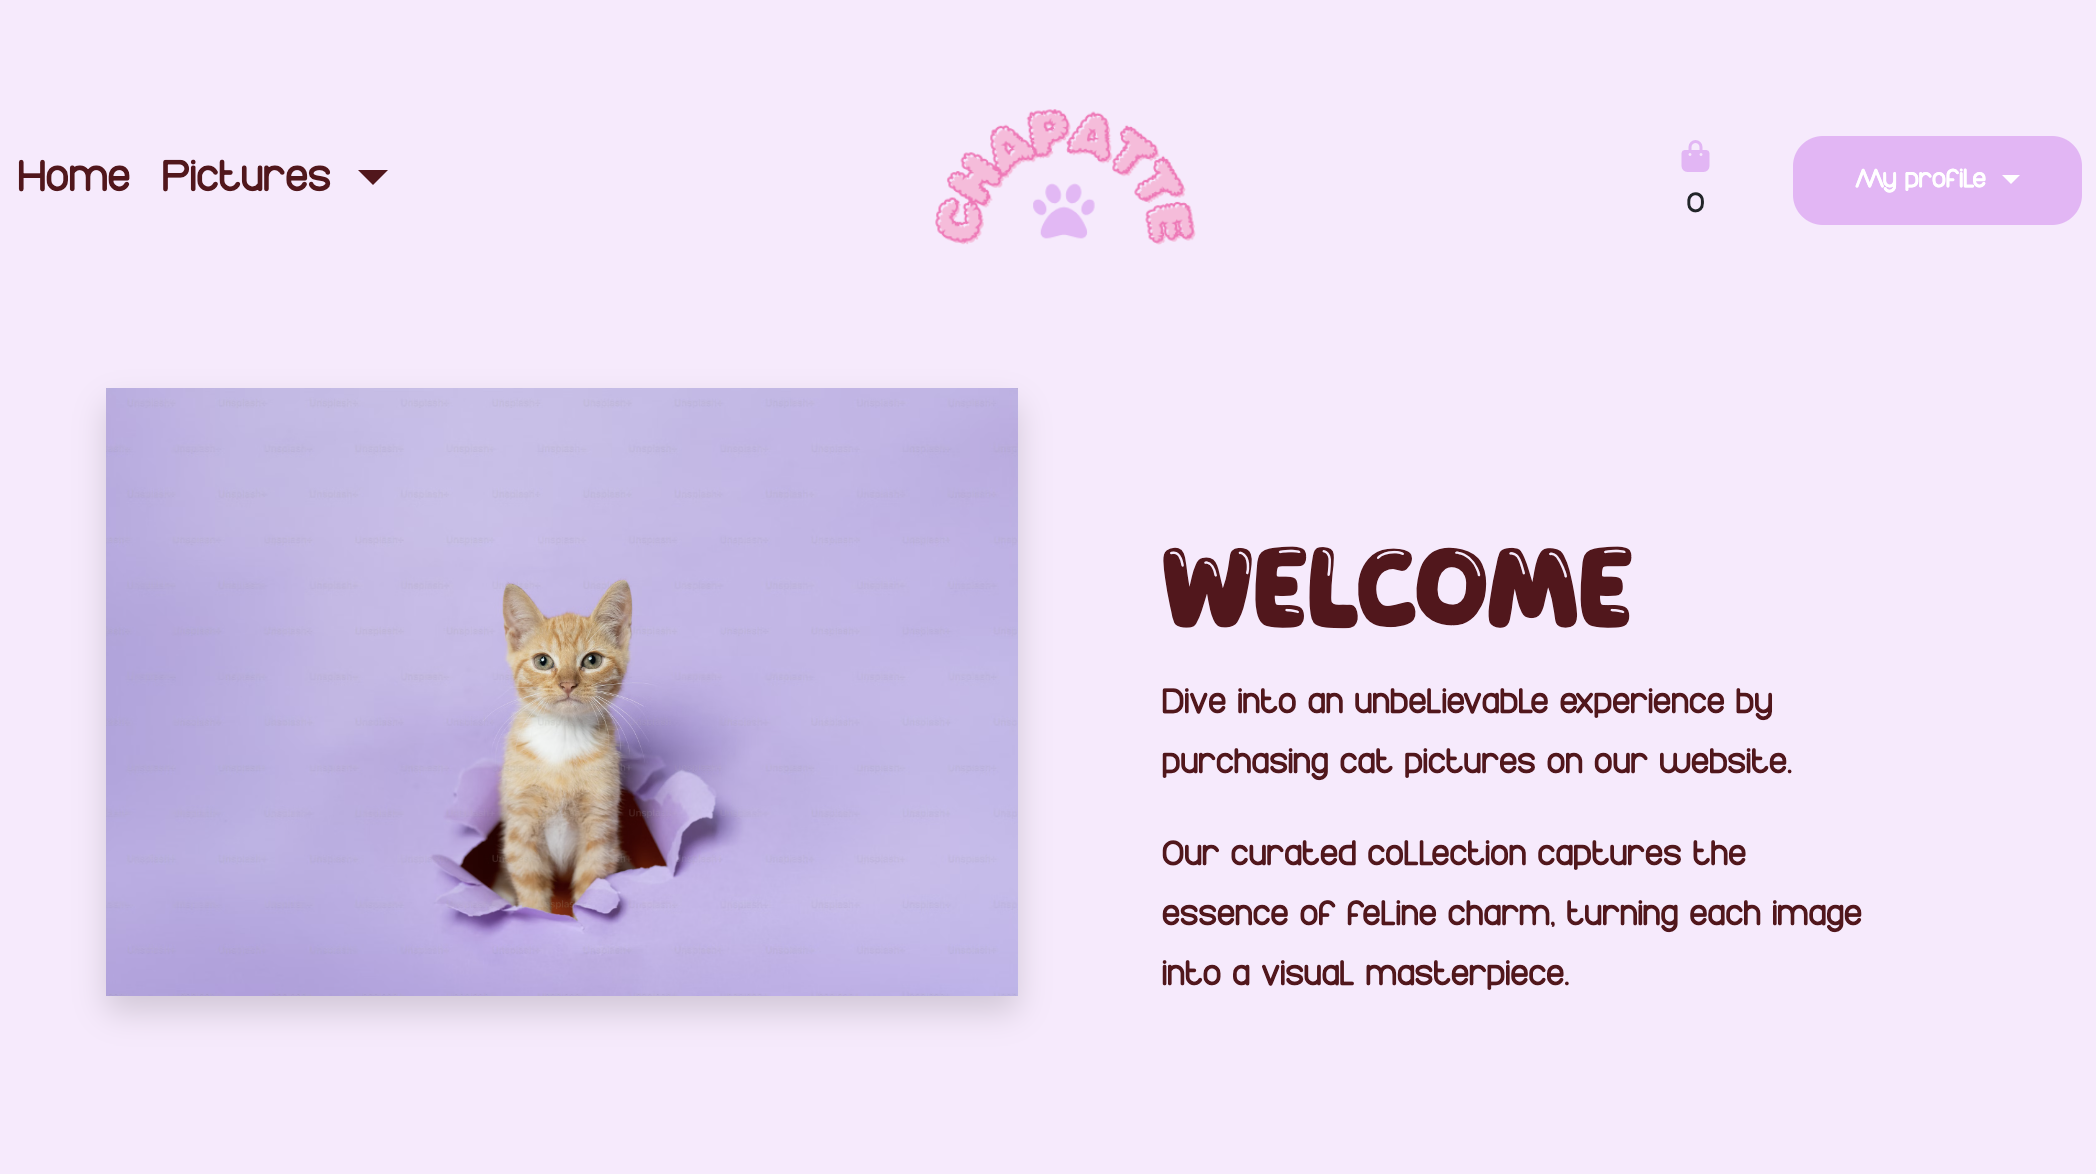 Home Pictures
CHAPATTE
0
My profile
WELCOME
Dive into an unbelievable experience by
purchasing cat pictures on our website.
Our curated collection captures the
essence of feline charm, turning each image
into a visual masterpiece.